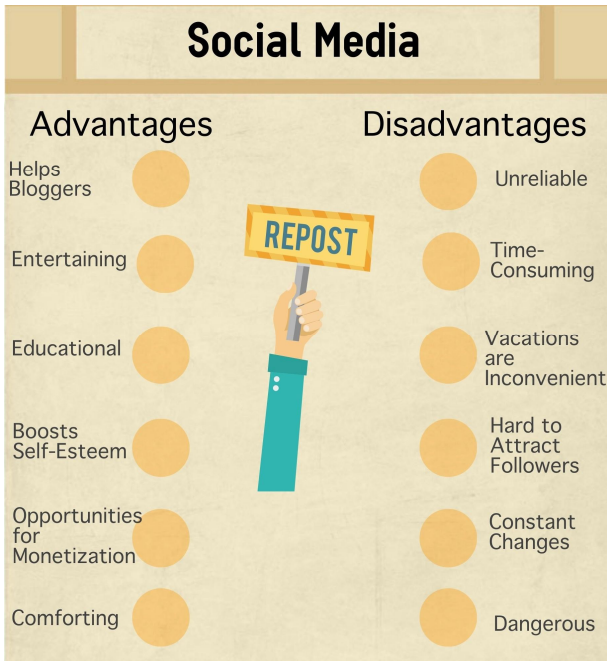 Social Media
Advantages
Disadvantages
Helps
Bloggers
Entertaining
Educational
Boosts
Self-Esteem
Opportunities
for
Monetization
Comforting
REPOST
Unreliable
Time-
Consuming
Vacations
are
Inconvenient
Hard to
Attract
Followers
Constant
Changes
Dangerous